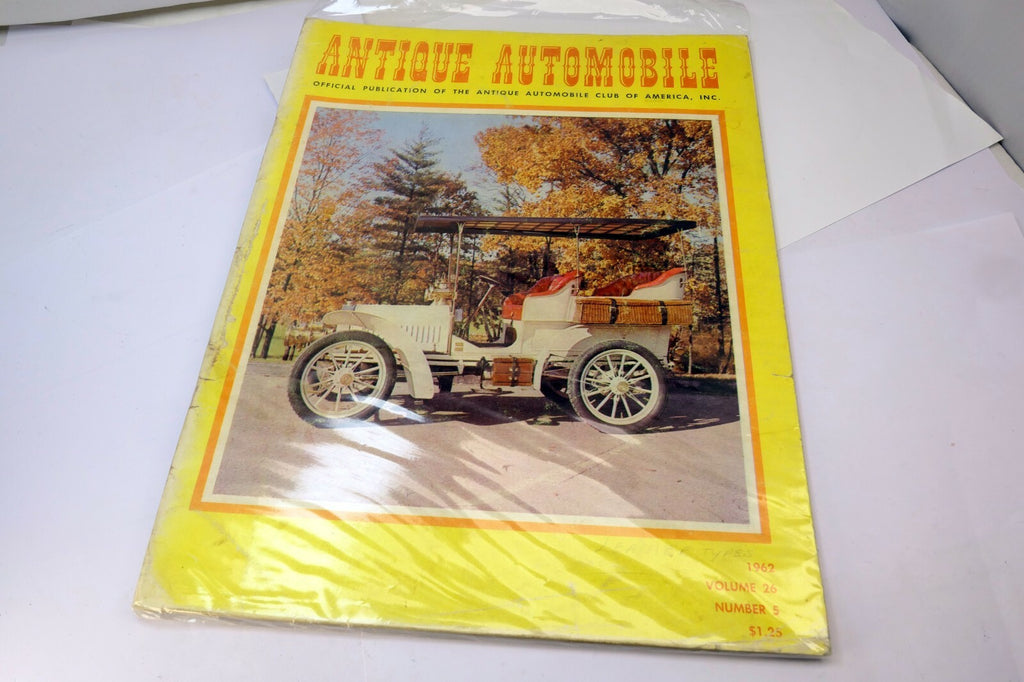 ANTIQUE AUTOMOBILE
OFFICIAL PUBLICATION OF THE ANTIQUE AUTOMOBILE CLUB OF AMERICA, INC.
TYPES
1962
VOLUME 26
NUMBER 5
$1.25